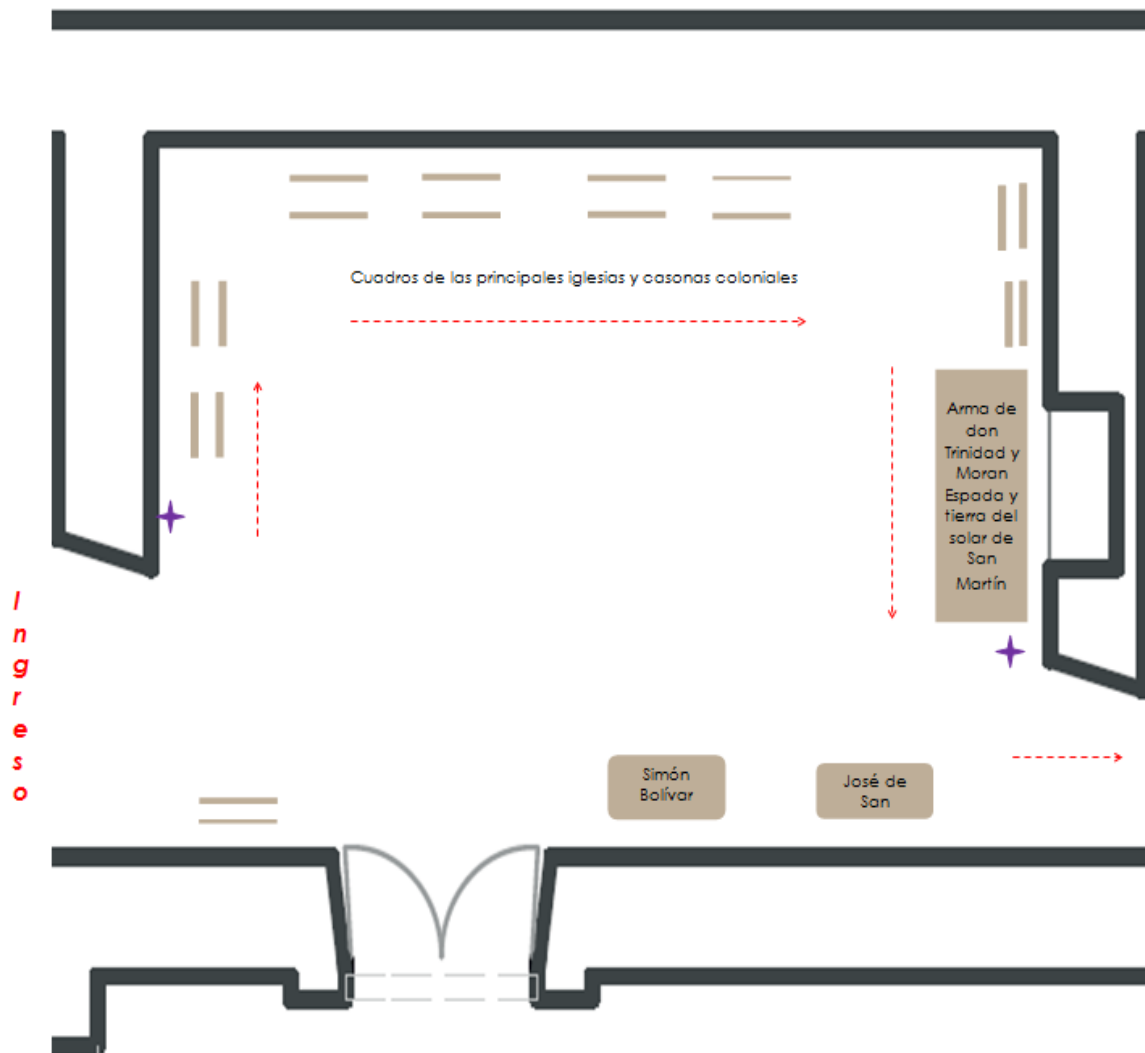 Cuadros de las principales iglesias y casonas coloniales
Arma de
don
Trinidad y
Moran
Espada y
tierra del
solar de
San
Martín
Ingreso
Simón
Bolívar
José de
San